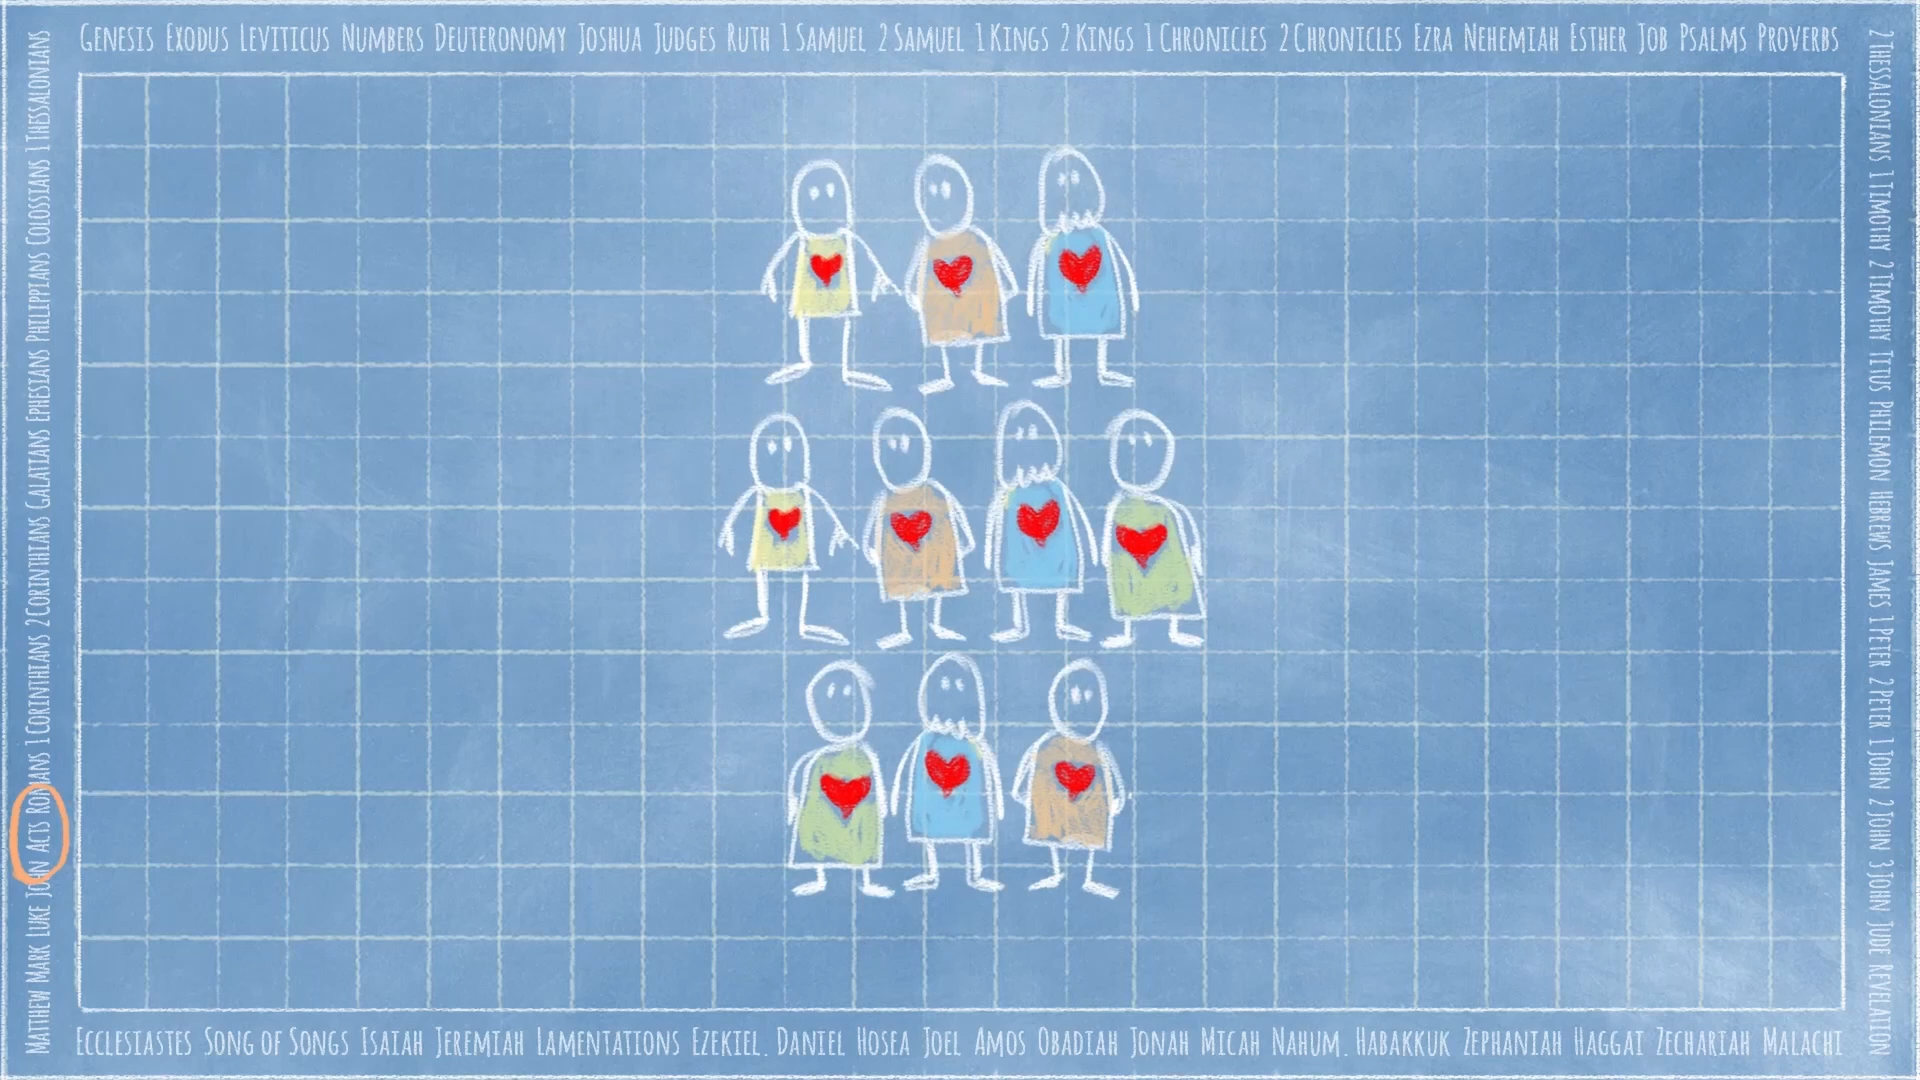 Genesis Exodus Leviticus Numbers Deuteronomy Joshua Judges Ruth 1 Samuel 2 Samuel 1 Kings 2 Kings 1 Chronicles 2 Chronicles Ezra Nehemiah Esther Job Psalms Proverbs
Ecclesiastes Song of Songs Isaiah Jeremiah Lamentations Ezekiel. Daniel Hosea Joel Amos Obadiah Jonah Micah Nahum. Habakkuk Zephaniah Haggai Zechariah Malachi
Matthew Mark Luke John Acts Romans 1 Corinthians 2 Corinthians Galatians Ephesians Philippians Colossians 1 Thessalonians
2 Thessalonians 1 Timothy 2 Timothy Titus Philemon Hebrews James 1 Peter 2 Peter 1 John 2 John 3 John Jude Revelation